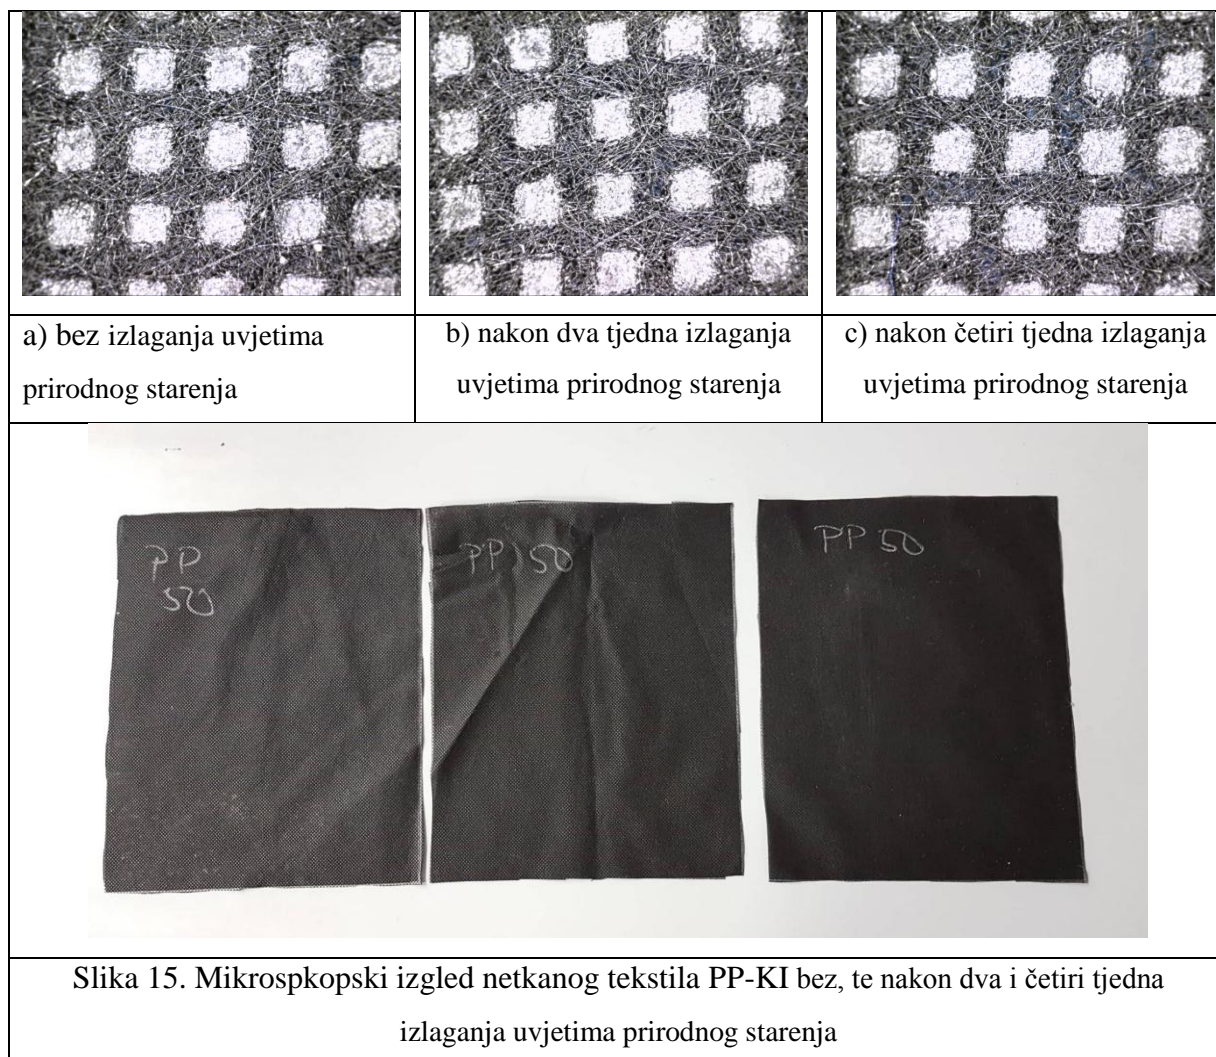 a) bez izlaganja uvjetima
prirodnog starenja
b) nakon dva tjedna izlaganja
uvjetima prirodnog starenja
c) nakon četiri tjedna izlaganja
uvjetima prirodnog starenja
PP
50
PP 50
PP 50
Slika 15. Mikrospkopski izgled netkanog tekstila PP-KI bez, te nakon dva i četiri tjedna
izlaganja uvjetima prirodnog starenja